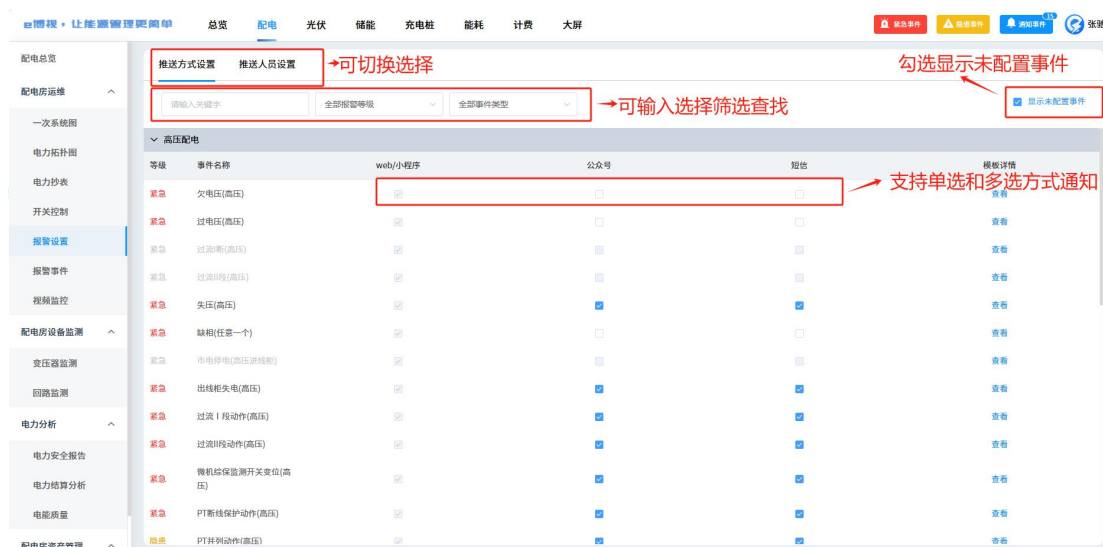 e博视·让能源管理更简单 总览 配电 光伏 储能 充电桩 能耗 计费 大屏 紧急事件 隐患事件 通知事件 15
配电总览
推送方式设置 推送人员设置 可切换选择 勾选显示未配置事件
配电房运维
请输入关键字 全部报警等级 全部事件类型 可输入选择筛选查找 显示未配置事件
一次系统图
高压配电
电力拓扑图
等级 事件名称 web/小程序 公众号 短信 模板详情
电力抄表
紧急 欠电压(高压) 支持单选和多选方式通知 查看
开关控制
紧急 过电压(高压) 查看
报警设置
紧急 过流I断(高压) 查看
报警事件
紧急 过流II段(高压) 查看
视频监控
紧急 失压(高压) 查看
配电房设备监测
紧急 缺相(任意一个) 查看
变压器监测
紧急 市电停电(高压进线柜) 查看
回路监测
紧急 出线柜失电(高压) 查看
电力分析
紧急 过流Ⅰ段动作(高压) 查看
紧急 过流II段动作(高压) 查看
电力安全报告
紧急 微机综保监测开关变位(高
压) 查看
电力结算分析
电能质量
紧急 PT断线保护动作(高压) 查看
隐患 PT并列动作(高压) 查看
配电房资产管理